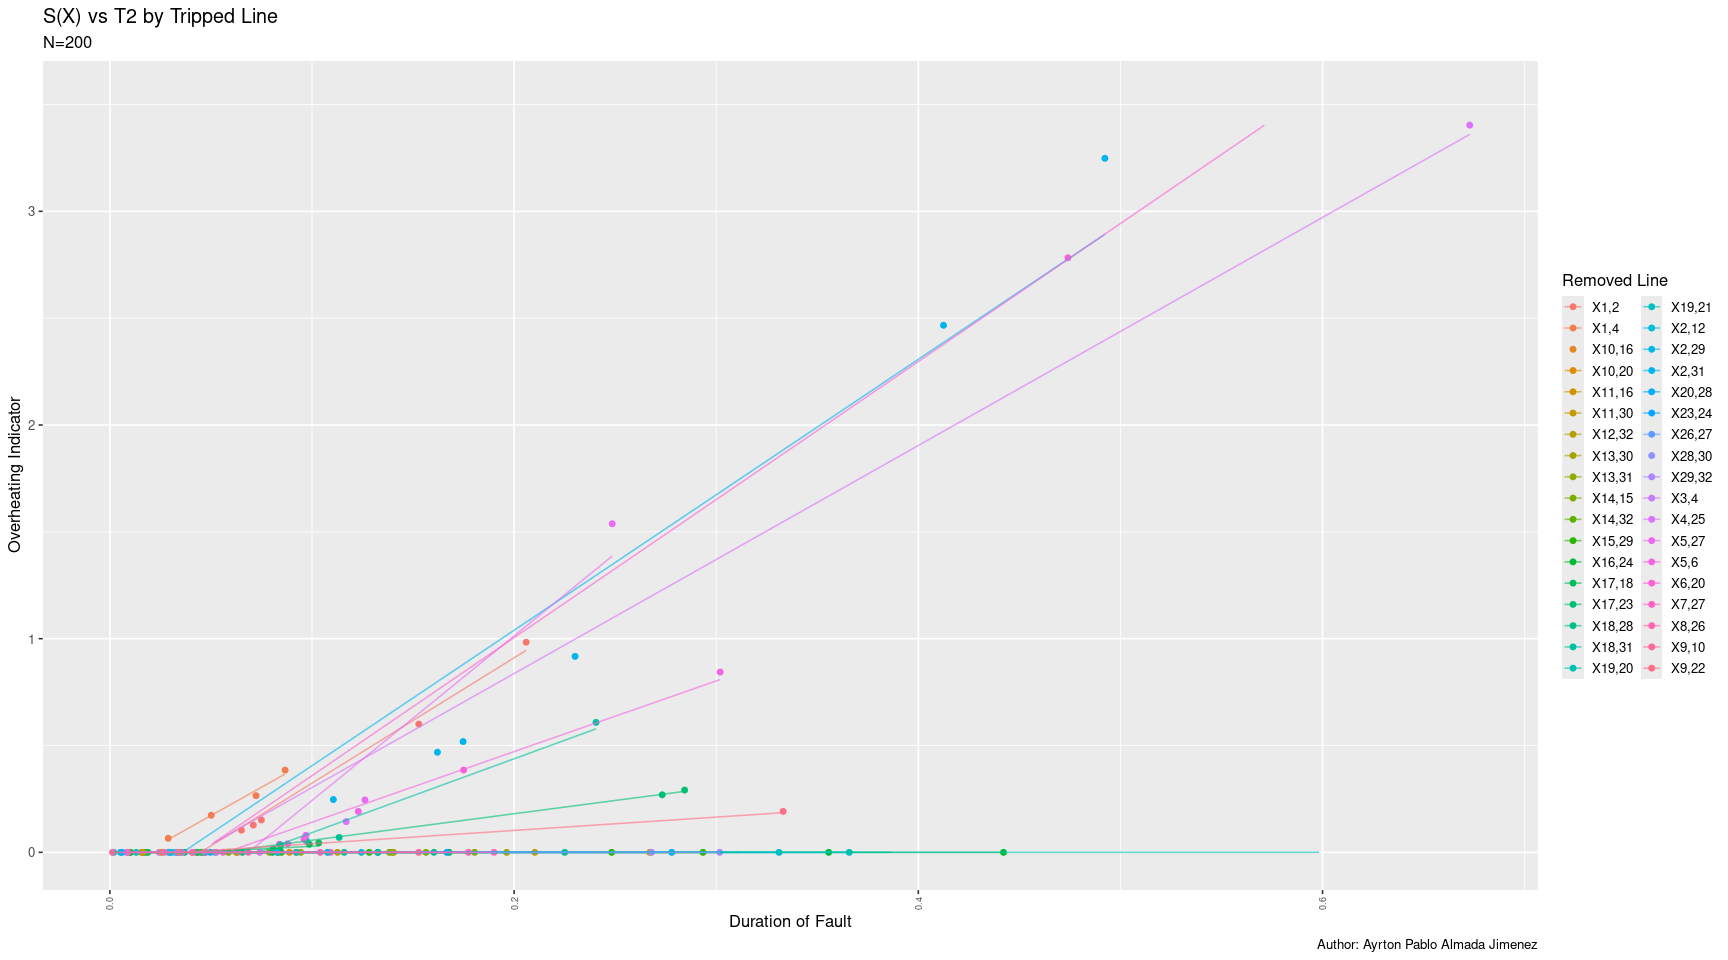 S(X) vs T2 by Tripped Line
N=200
Overheating Indicator
3
2
1
0
0.0
0.2
0.4
0.6
Duration of Fault
Removed Line
X1,2
X1,4
X10,16
X10,20
X11,16
X11,30
X12,32
X13,30
X13,31
X14,15
X14,32
X15,29
X16,24
X17,18
X17,23
X18,28
X18,31
X19,20
X19,21
X2,12
X2,29
X2,31
X20,28
X23,24
X26,27
X28,30
X29,32
X3,4
X4,25
X5,27
X5,6
X6,20
X7,27
X8,26
X9,10
X9,22
Author: Ayrton Pablo Almada Jimenez